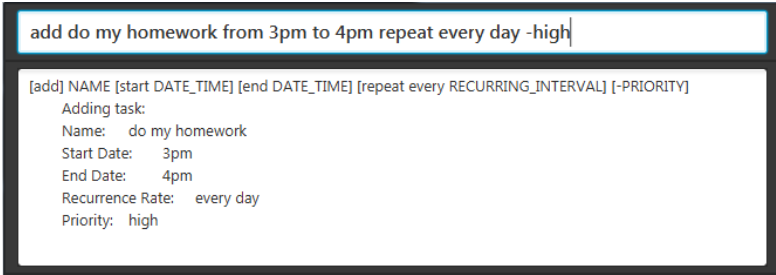 add do my homework from 3pm to 4pm repeat every day -high
[add] NAME [start DATE_TIME] [end DATE_TIME] [repeat every RECURRING_INTERVAL] [-PRIORITY]
Adding task:
Name: do my homework
Start Date: 3pm
End Date: 4pm
Recurrence Rate: every day
Priority: high